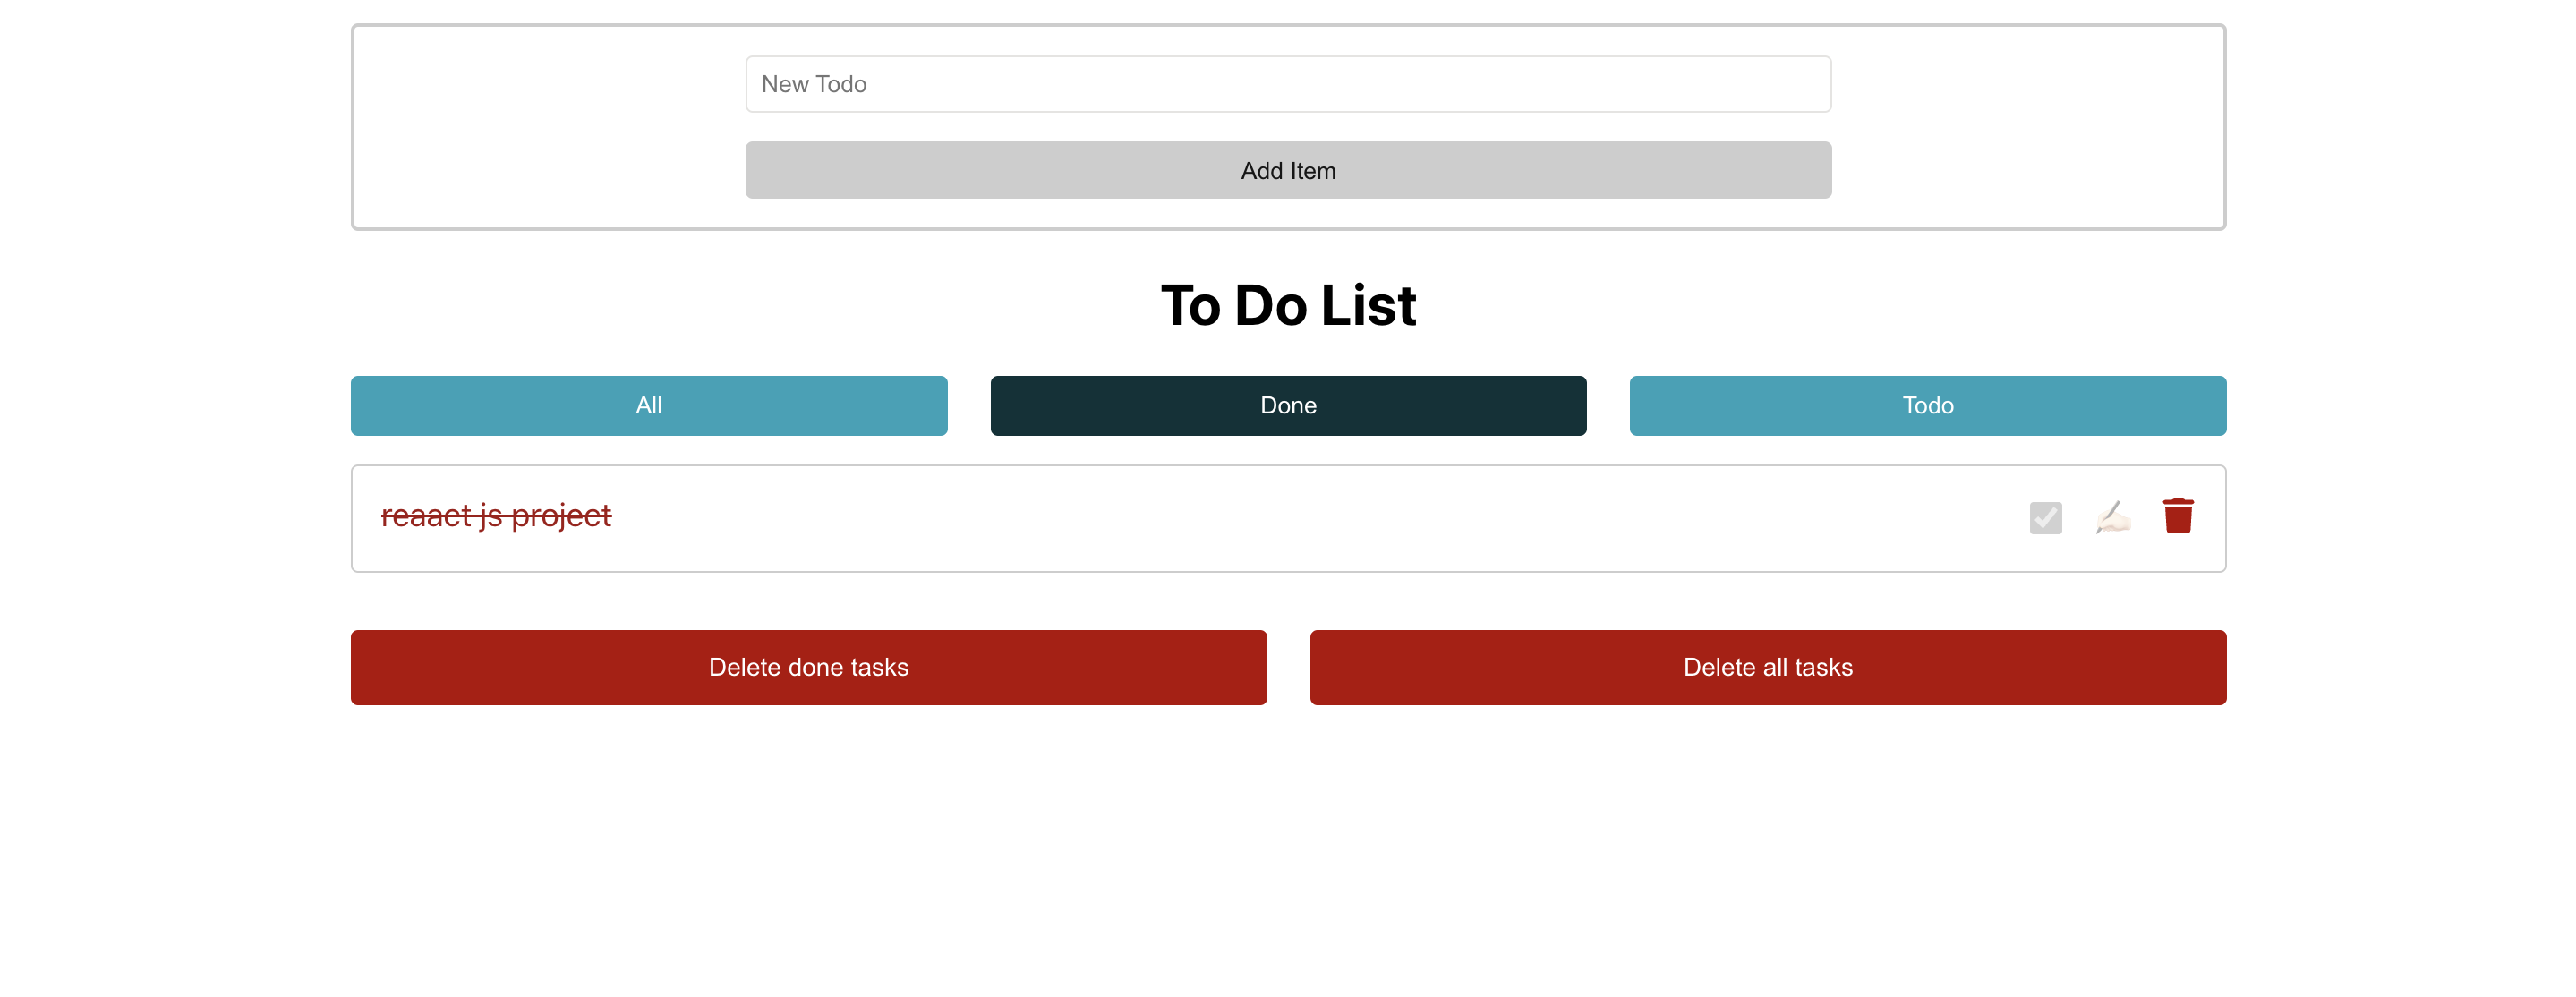 New Todo
Add Item
To Do List
All Done Todo
reaact js project
Delete done tasks Delete all tasks